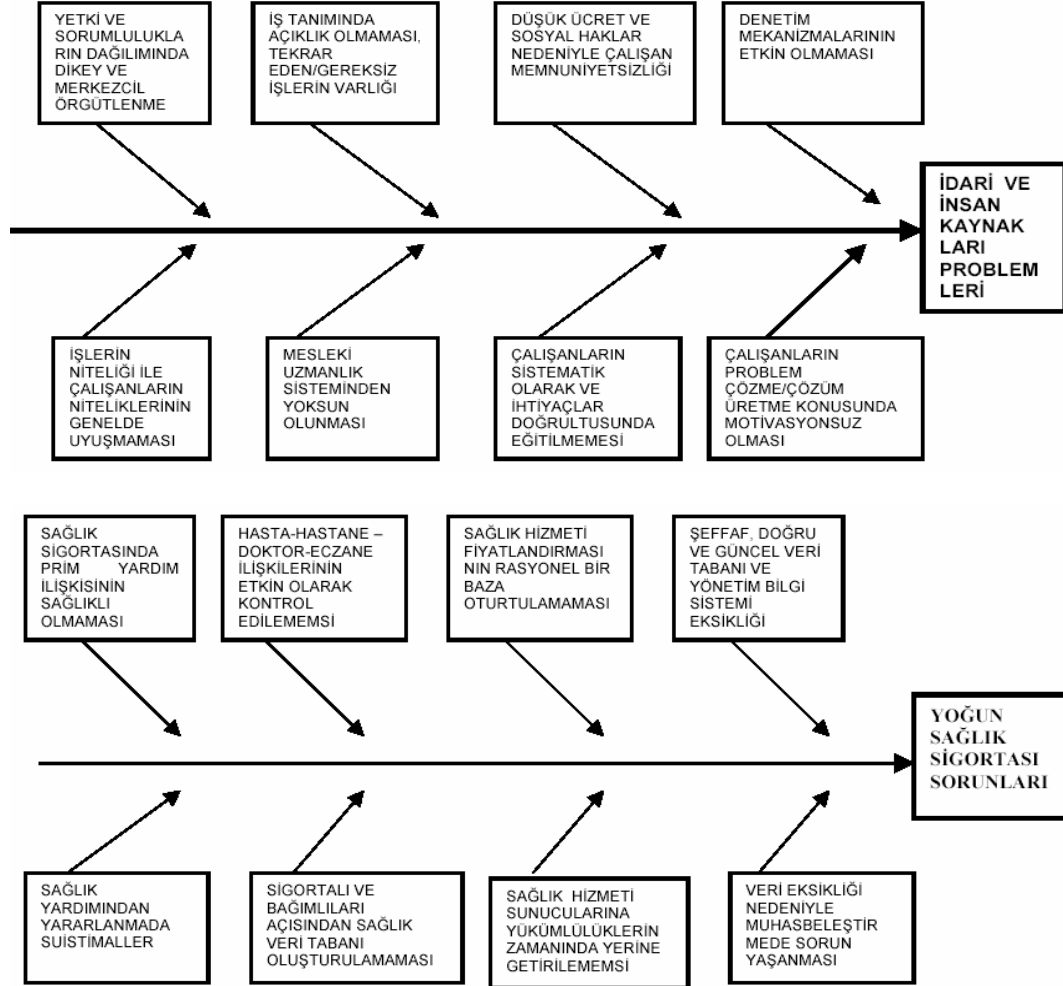 YETKİ VE
SORUMLULUKLA
RIN DAĞILIMINDA
DİKEY VE
MERKEZCİL
ÖRGÜTLENME
İŞ TANIMINDA
AÇIKLIK OLMAMASI,
TEKRAR
EDEN/GEREKSİZ
İŞLERİN VARLIĞI
DÜŞÜK ÜCRET VE
SOSYAL HAKLAR
NEDENİYLE ÇALIŞAN
MEMNUNİYETSİZLİĞİ
DENETİM
MEKANİZMALARININ
ETKİN OLMAMASI
İDARİ VE
İNSAN
KAYNAK
LARI
PROBLEM
LERİ
İŞLERİN
NİTELİĞİ İLE
ÇALIŞANLARIN
NİTELİKLERİNİN
GENELDE
UYUŞMAMASI
MESLEKİ
UZMANLIK
SİSTEMİNDEN
YOKSUN
OLUNMASI
ÇALIŞANLARIN
SİSTEMATİK
OLARAK VE
İHTİYAÇLAR
DOĞRULTUSUNDA
EĞİTİLMEMESİ
ÇALIŞANLARIN
PROBLEM
ÇÖZME/ÇÖZÜM
ÜRETME KONUSUNDA
MOTİVASYONSUZ
OLMASI
SAĞLIK
SİGORTASINDA
PRİM YARDIM
İLİŞKİSİNİN
SAĞLIKLI
OLMAMASI
HASTA-HASTANE –
DOKTOR-ECZANE
İLİŞKİLERİNİN
ETKİN OLARAK
KONTROL
EDİLEMEMSİ
SAĞLIK HİZMETİ
FİYATLANDIRMASI
NIN RASYONEL BİR
BAZA
OTURTULAMAMASI
ŞEFFAF, DOĞRU
VE GÜNCEL VERİ
TABANI VE
YÖNETİM BİLGİ
SİSTEMİ
EKSİKLİĞİ
YOĞUN
SAĞLIK
SİGORTASI
SORUNLARI
SAĞLIK
YARDIMINDAN
YARARLANMADA
SUİSTİMALLER
SİGORTALI VE
BAĞIMLILARI
AÇISINDAN SAĞLIK
VERİ TABANI
OLUŞTURULAMAMASI
SAĞLIK HİZMETİ
SUNUCULARINA
YÜKÜMLÜLÜKLERİN
ZAMANINDA YERİNE
GETİRİLEMEMSİ
VERİ EKSİKLİĞİ
NEDENİYLE
MUHASBELEŞTİR
MEDE SORUN
YAŞANMASI